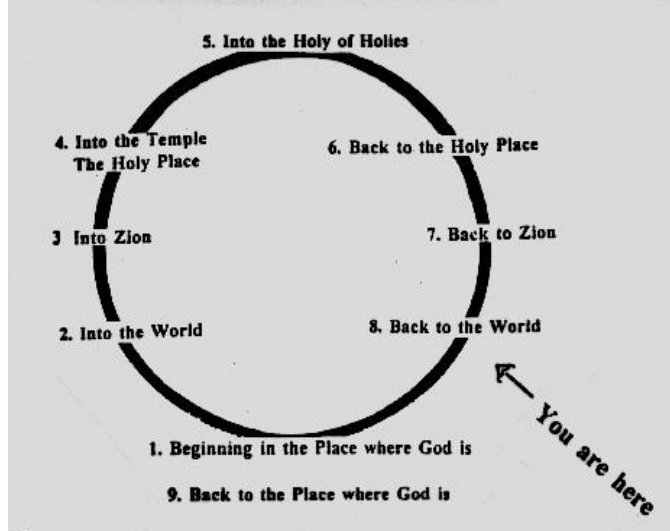 5. Into the Holy of Holies
4. Into the Temple
The Holy Place
6. Back to the Holy Place
3 Into Zion
7. Back to Zion
2. Into the World
8. Back to the World
You are here
1. Beginning in the Place where God is
9. Back to the Place where God is